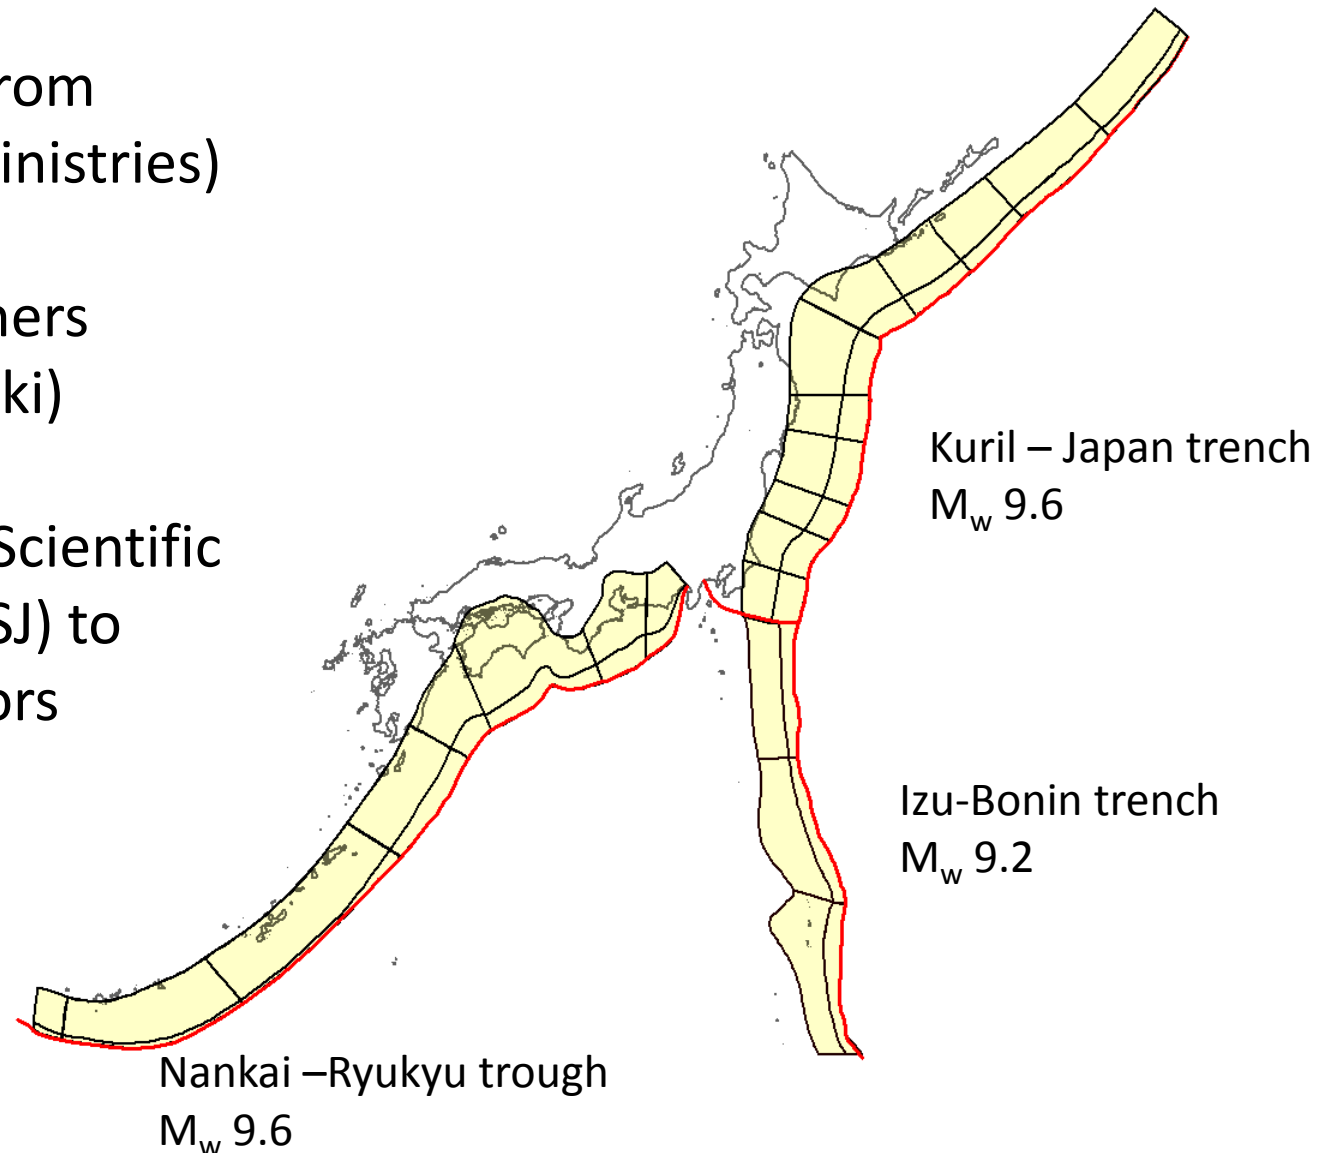 rom
inistries)
ners
ki)
Scientific
SJ) to
ors
Kuril – Japan trench
Mw 9.6
Izu-Bonin trench
Mw 9.2
Nankai –Ryukyu trough
Mw 9.6